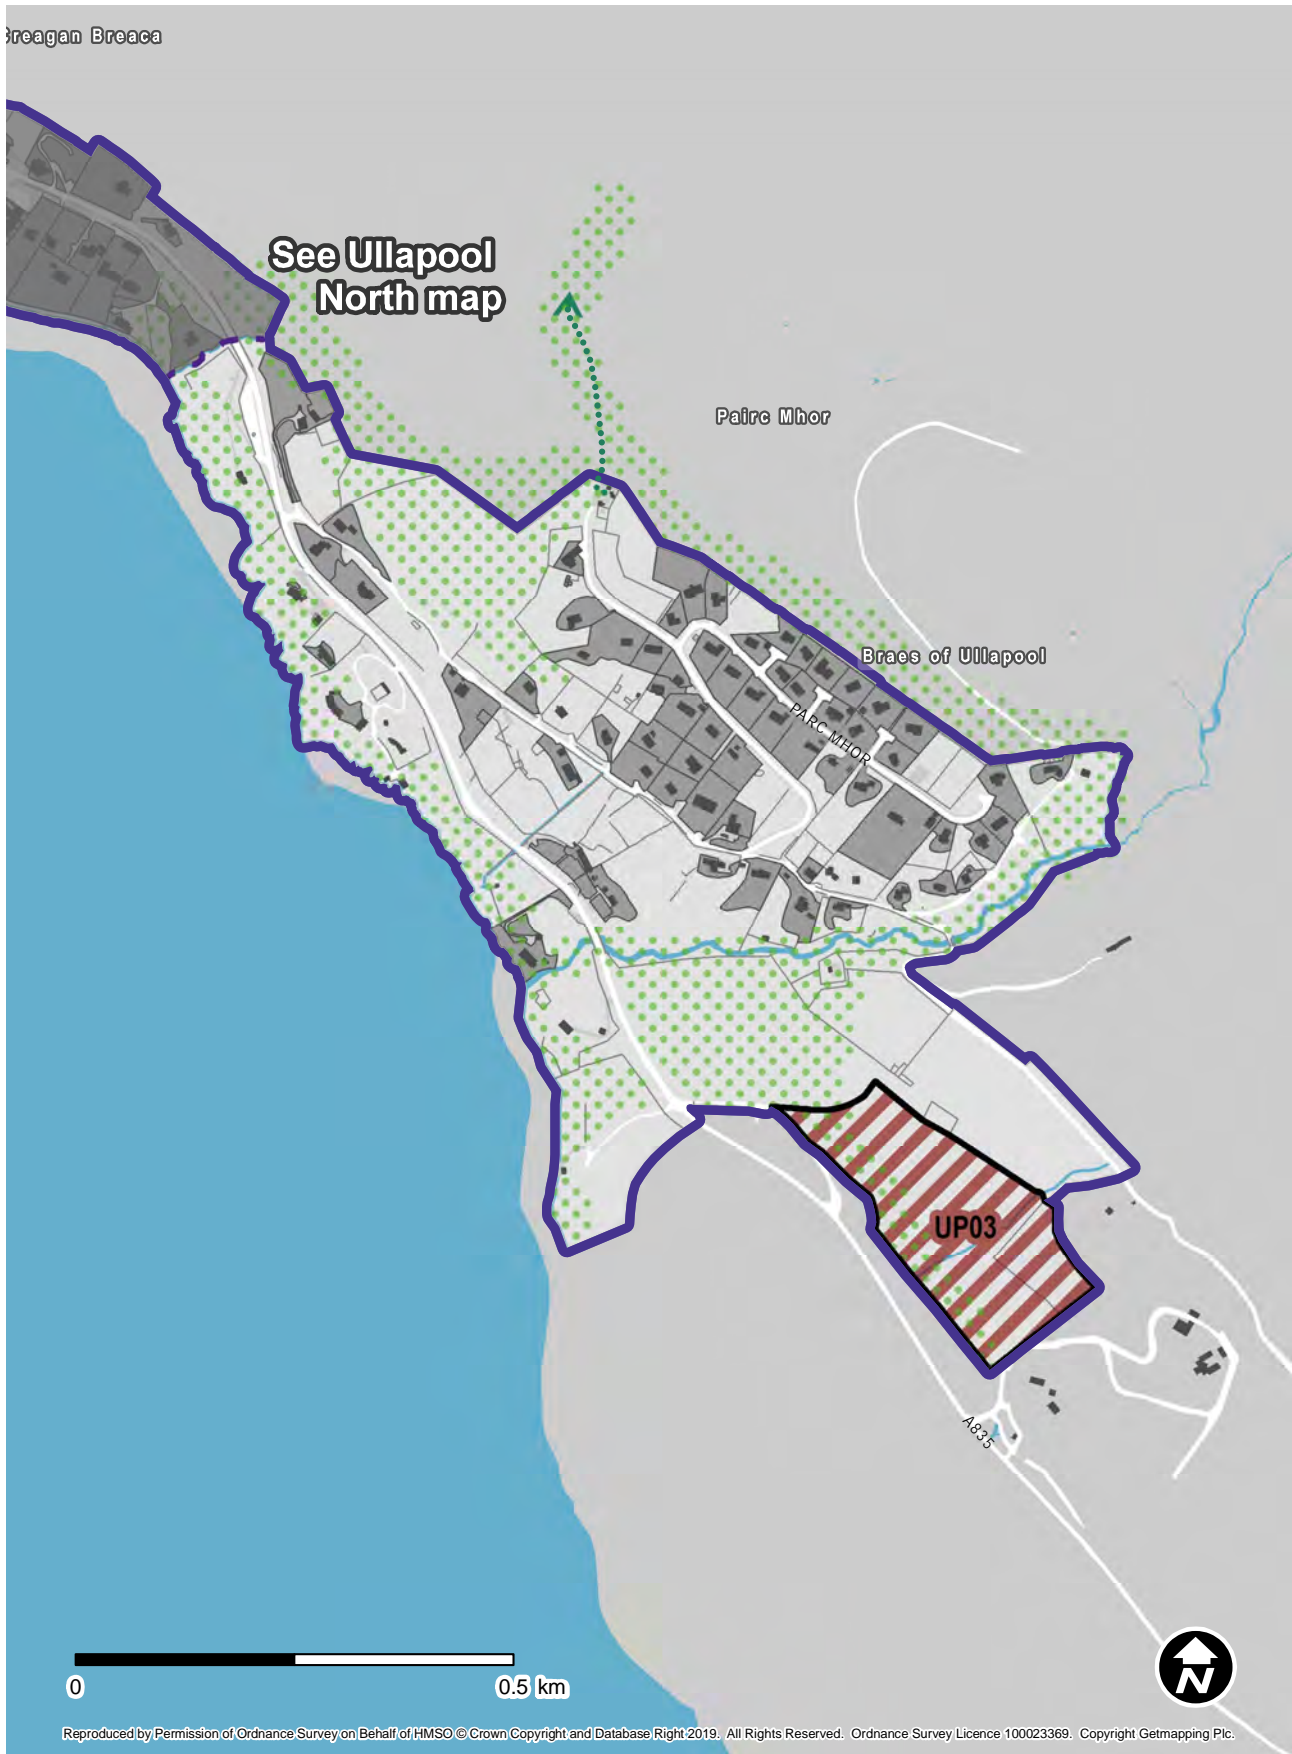 Creagan Breaca
See Ullapool
North map
Pairc Mhor
Braes of Ullapool
PARC MHOR
UP03
A835
0
0.5 km
N
Reproduced by Permission of Ordnance Survey on Behalf of HMSO © Crown Copyright and Database Right 2019. All Rights Reserved. Ordnance Survey Licence 100023369. Copyright Getmapping Plc.